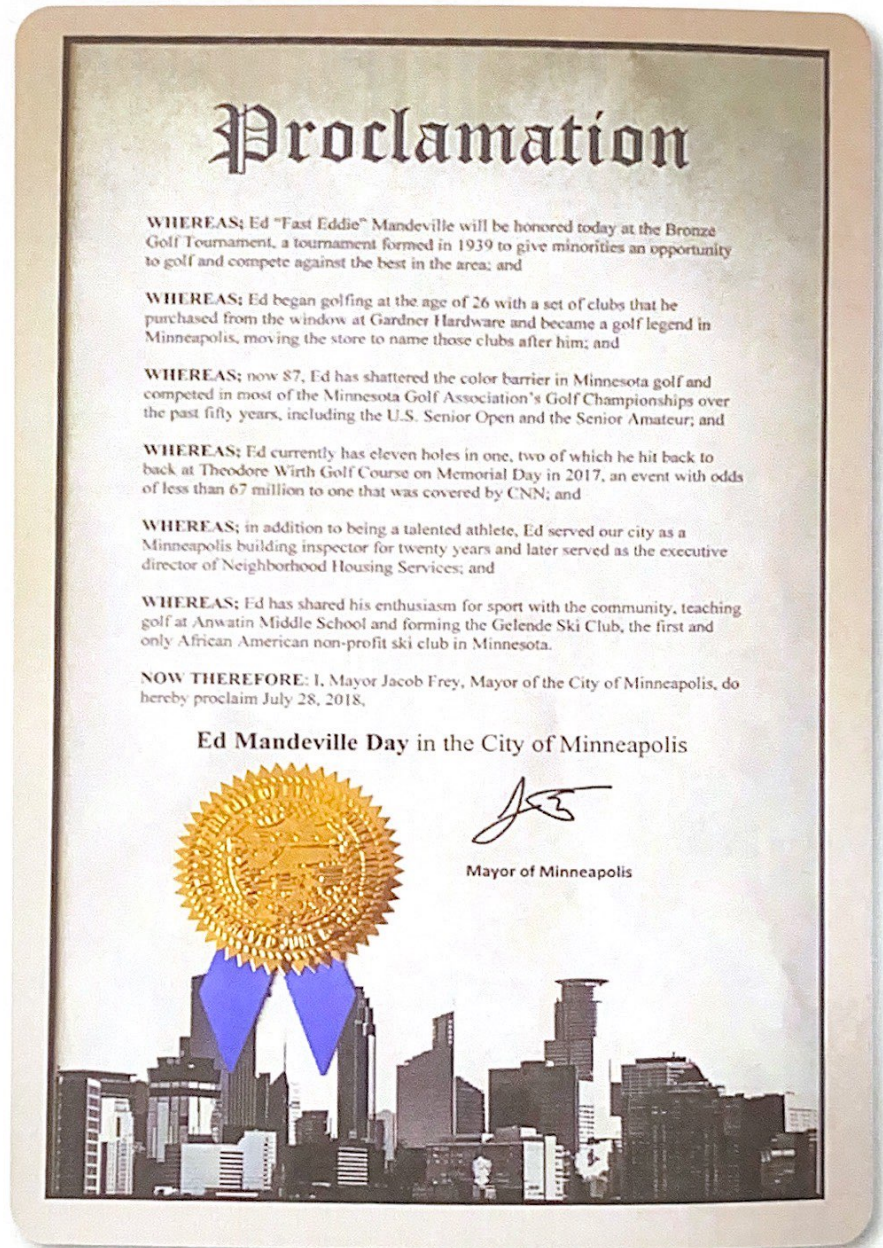 Proclamation
WHEREAS; Ed "Fast Eddie" Mandeville will be honored today at the Bronze
Golf Tournament, a tournament formed in 1939 to give minorities an opportunity
to golf and compete against the best in the area; and
WHEREAS; Ed began golfing at the age of 26 with a set of clubs that he
purchased from the window at Gardner Hardware and became a golf legend in
Minneapolis, moving the store to name those clubs after him; and
WHEREAS; now 87, Ed has shattered the color barrier in Minnesota golf and
competed in most of the Minnesota Golf Association's Golf Championships over
the past fifty years, including the U.S. Senior Open and the Senior Amateur; and
WHEREAS; Ed currently has eleven holes in one, two of which he hit back to
back at Theodore Wirth Golf Course on Memorial Day in 2017, an event with odds
of less than 67 million to one that was covered by CNN; and
WHEREAS; in addition to being a talented athlete, Ed served our city as a
Minneapolis building inspector for twenty years and later served as the executive
director of Neighborhood Housing Services; and
WHEREAS; Ed has shared his enthusiasm for sport with the community, teaching
golf at Anwatin Middle School and forming the Gelende Ski Club, the first and
only African American non-profit ski club in Minnesota.
NOW THEREFORE: I, Mayor Jacob Frey, Mayor of the City of Minneapolis, do
hereby proclaim July 28, 2018,
Ed Mandeville Day in the City of Minneapolis
Mayor of Minneapolis